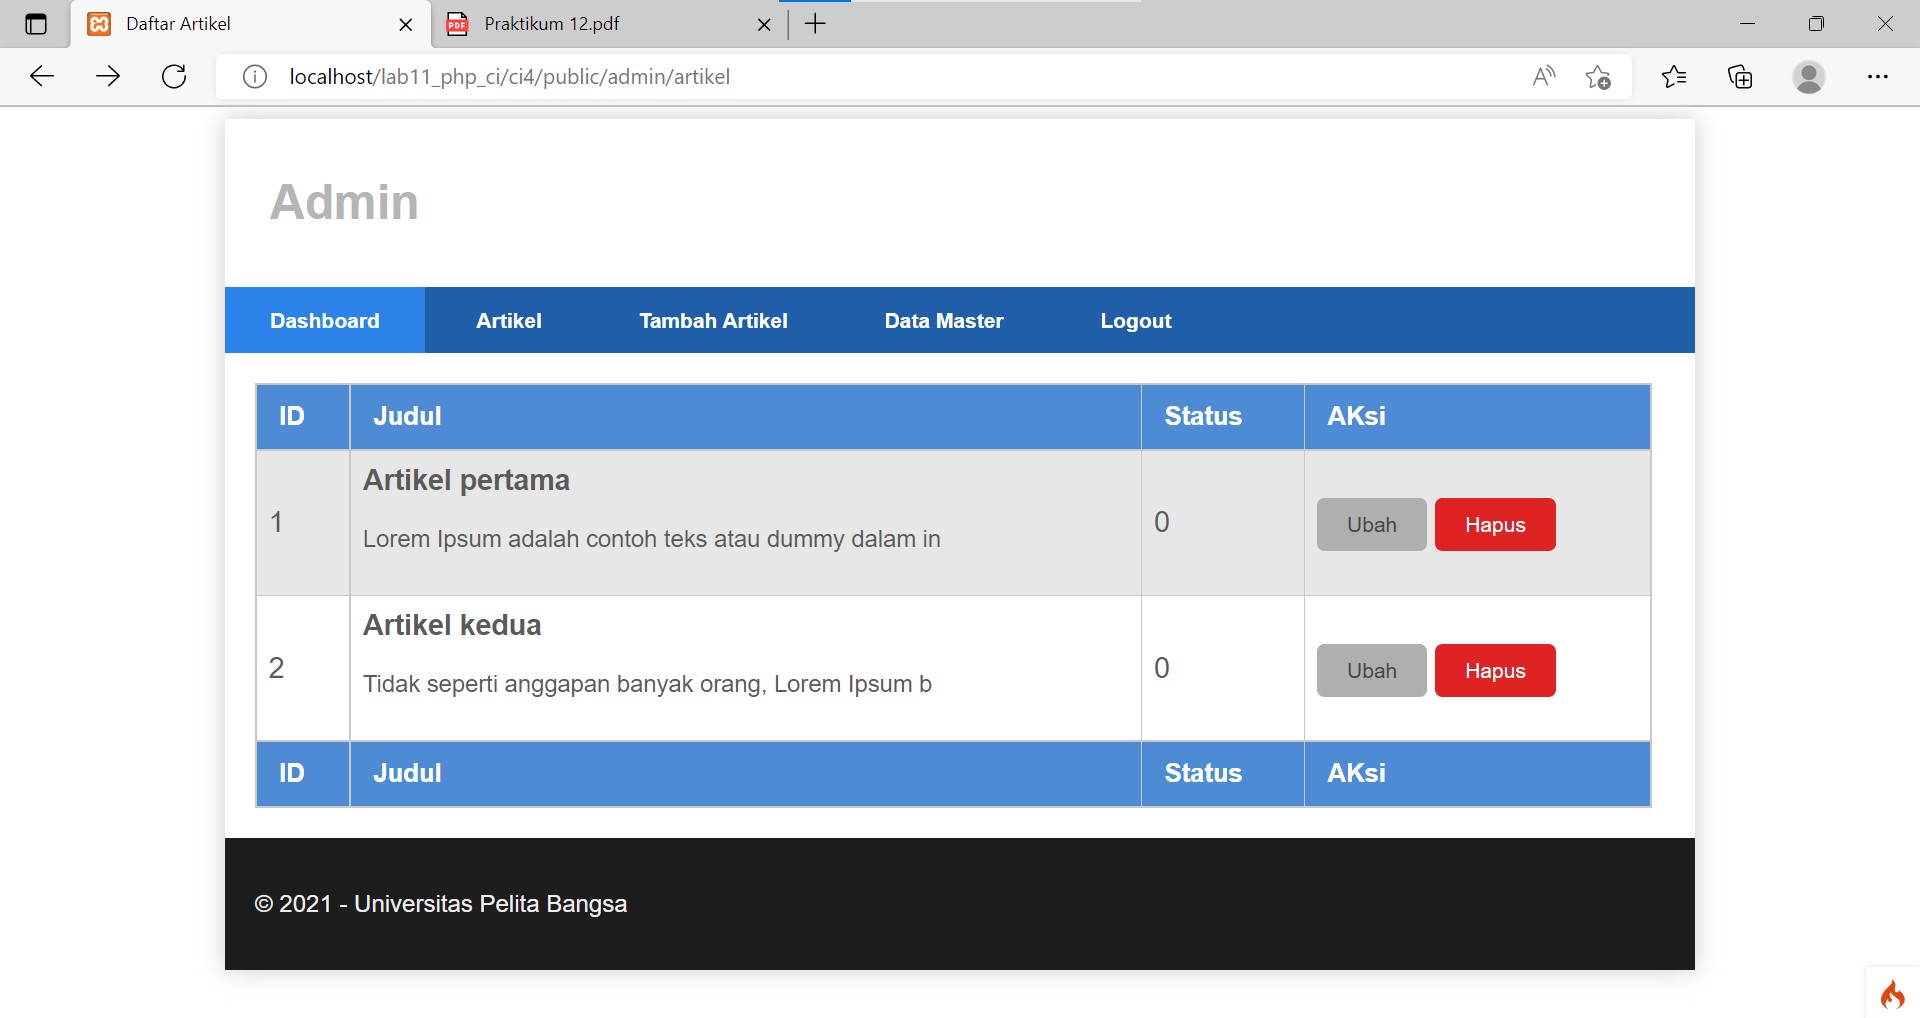 Daftar Artikel
Praktikum 12.pdf
localhost/lab11_php_ci/ci4/public/admin/artikel
Admin
Dashboard Artikel Tambah Artikel Data Master Logout
ID Judul Status AKsi
Artikel pertama
1 0 Ubah Hapus
Lorem Ipsum adalah contoh teks atau dummy dalam in
Artikel kedua
2 0 Ubah Hapus
Tidak seperti anggapan banyak orang, Lorem Ipsum b
ID Judul Status AKsi
© 2021 - Universitas Pelita Bangsa